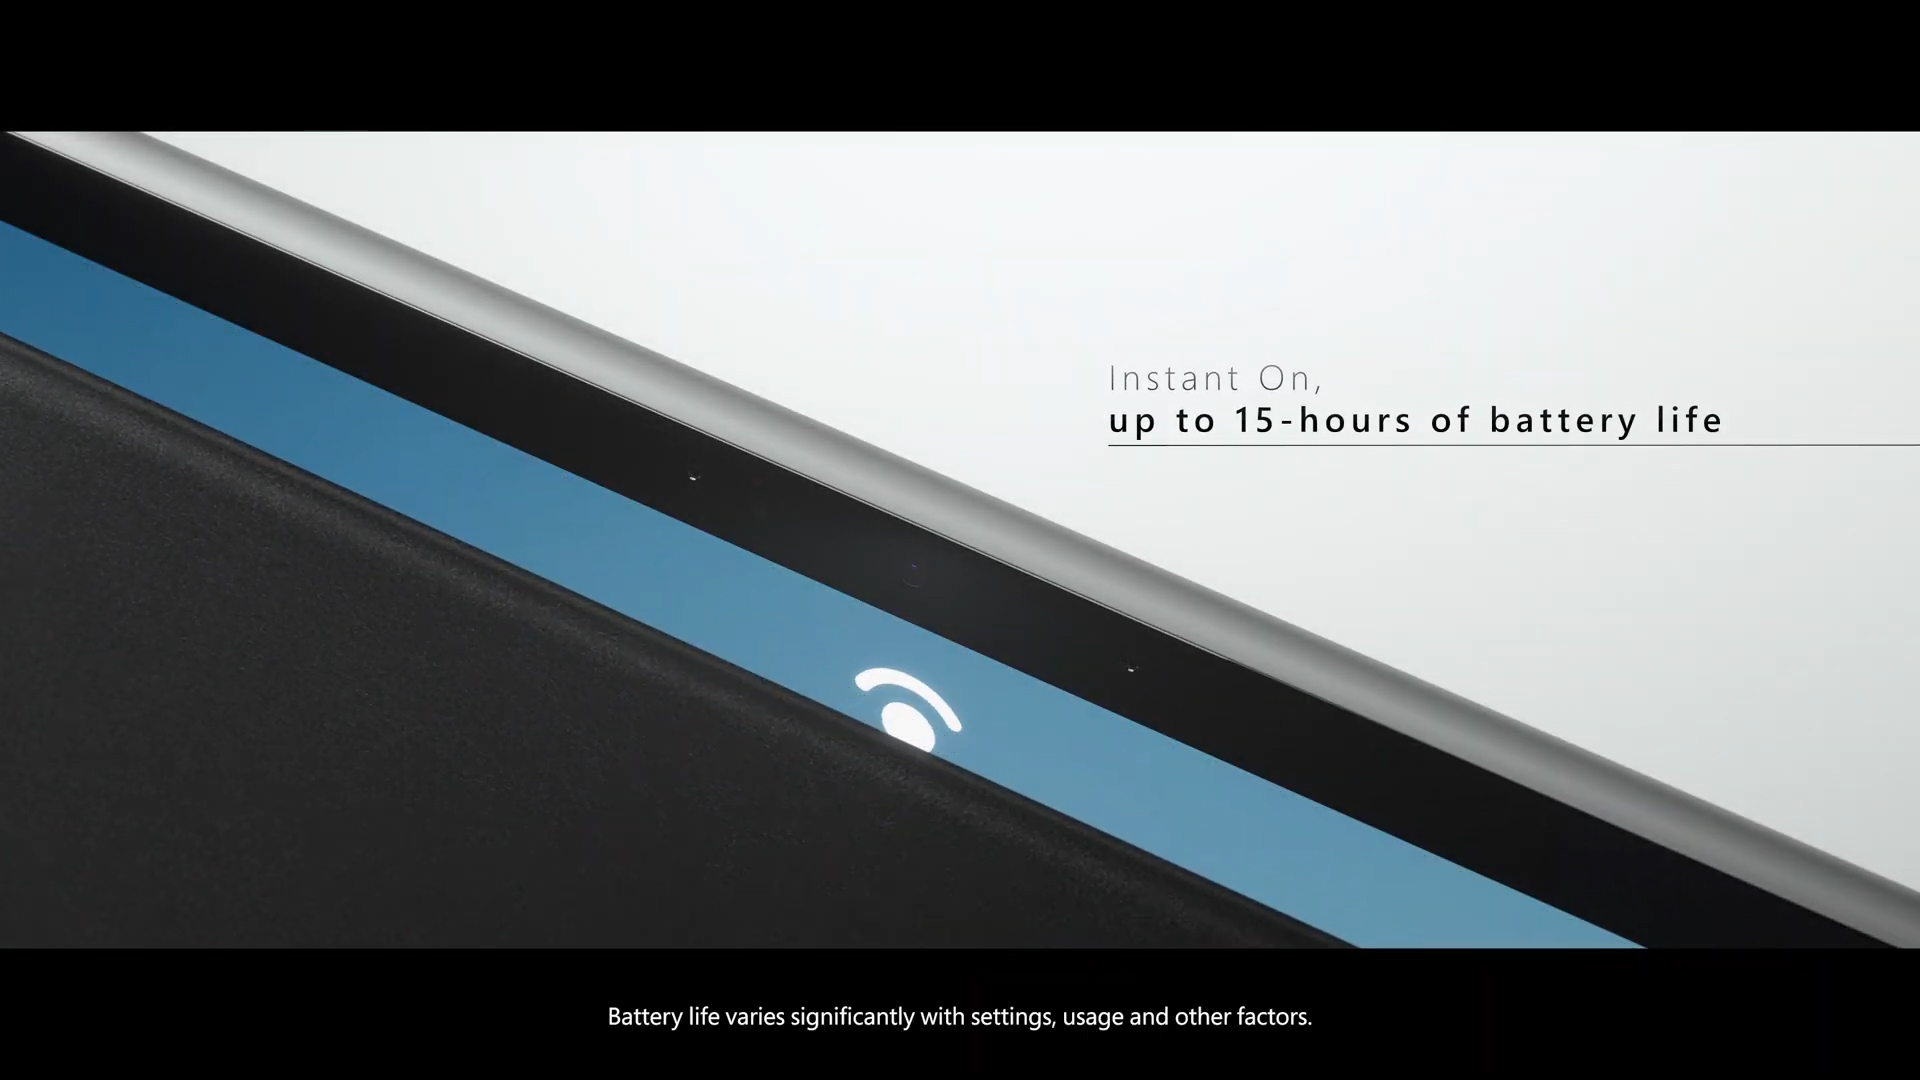 Instant On,
up to 15-hours of battery life
Battery life varies significantly with settings, usage and other factors.